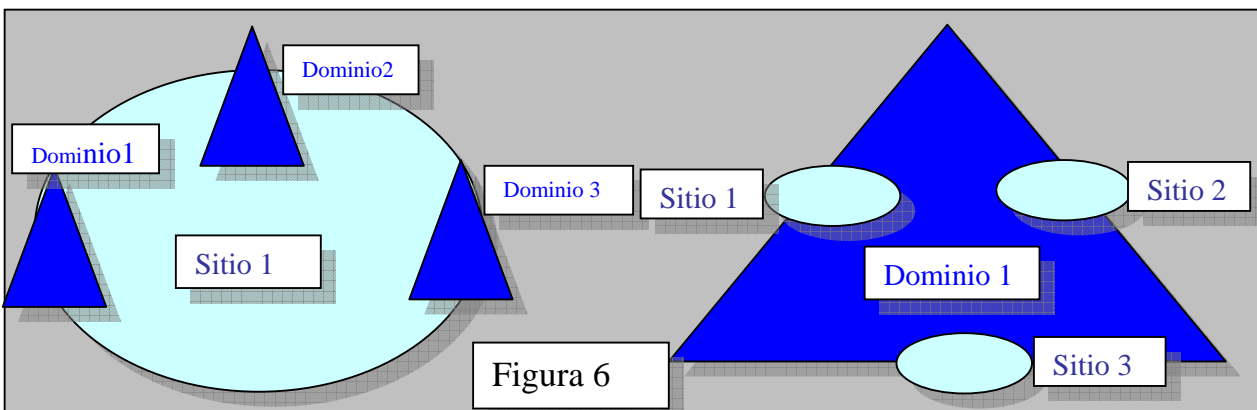 Dominio2
Dominio1
Dominio 3
Sitio 1
Sitio 1
Sitio 2
Dominio 1
Sitio 3
Figura 6